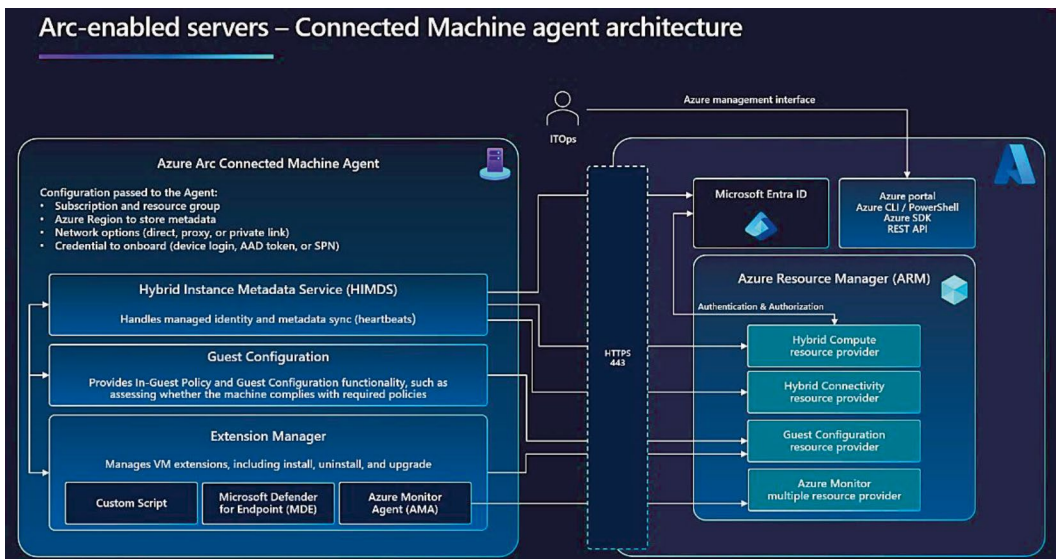 Arc-enabled servers – Connected Machine agent architecture
Azure management interface
ITOps
Azure Arc Connected Machine Agent
Configuration passed to the Agent:
• Subscription and resource group
• Azure Region to store metadata
• Network options (direct, proxy, or private link)
• Credential to onboard (device login, AAD token, or SPN)
Hybrid Instance Metadata Service (HIMDS)
Handles managed identity and metadata sync (heartbeats)
Guest Configuration
Provides In-Guest Policy and Guest Configuration functionality, such as
assessing whether the machine complies with required policies
Extension Manager
Manages VM extensions, including install, uninstall, and upgrade
Custom Script
Microsoft Defender
for Endpoint (MDE)
Azure Monitor
Agent (AMA)
HTTPS
443
Microsoft Entra ID
Azure portal
Azure CLI / PowerShell
Azure SDK
REST API
Azure Resource Manager (ARM)
Authentication & Authorization
Hybrid Compute
resource provider
Hybrid Connectivity
resource provider
Guest Configuration
resource provider
Azure Monitor
multiple resource provider